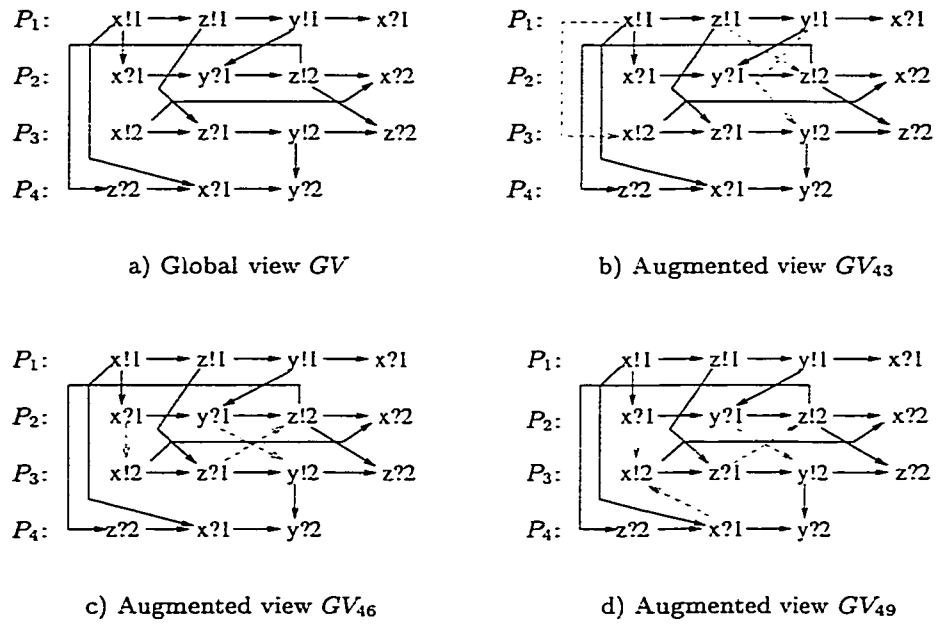 P1: x!1 z!1 y!1 x?1
P2: x?1 y?1 z!2 x?2
P3: x!2 z?1 y!2 z?2
P4: z?2 x?1 y?2
a) Global view GV
P1: x!1 z!1 y!1 x?1
P2: x?1 y?1 z!2 x?2
P3: x!2 z?1 y!2 z?2
P4: z?2 x?1 y?2
b) Augmented view GV43
P1: x!1 z!1 y!1 x?1
P2: x?1 y?1 z!2 x?2
P3: x!2 z?1 y!2 z?2
P4: z?2 x?1 y?2
c) Augmented view GV46
P1: x!1 z!1 y!1 x?1
P2: x?1 y?1 z!2 x?2
P3: x!2 z?1 y!2 z?2
P4: z?2 x?1 y?2
d) Augmented view GV49